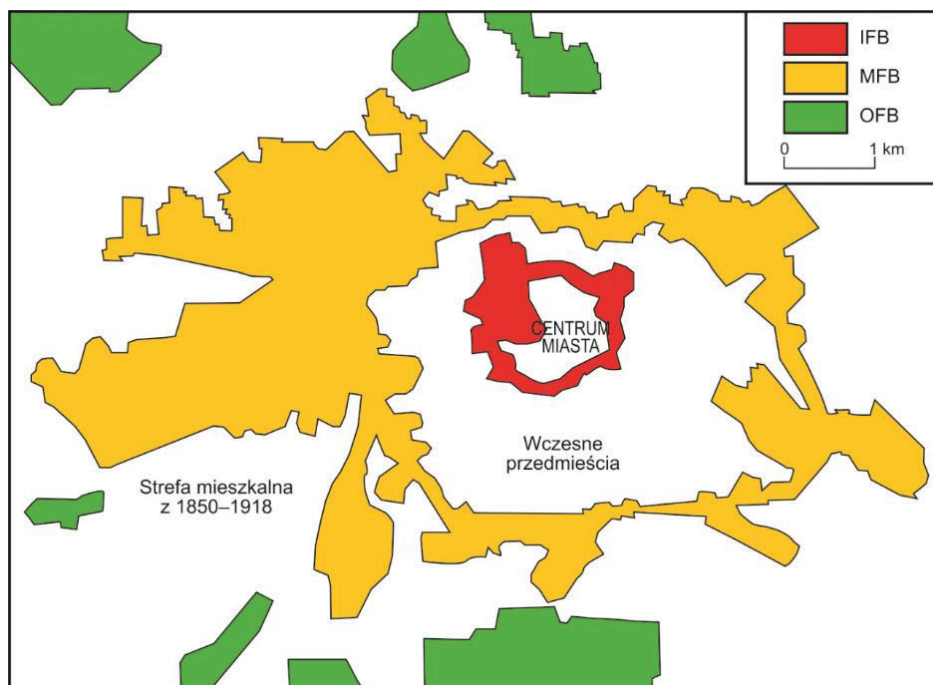 IFB
MFB
OFB
0 1 km
CENTRUM
MIASTA
Wczesne
przedmieścia
Strefa mieszkalna
z 1850–1918